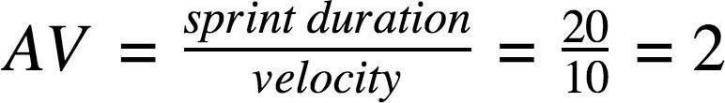 AV = sprint duration / velocity = 20 / 10 = 2